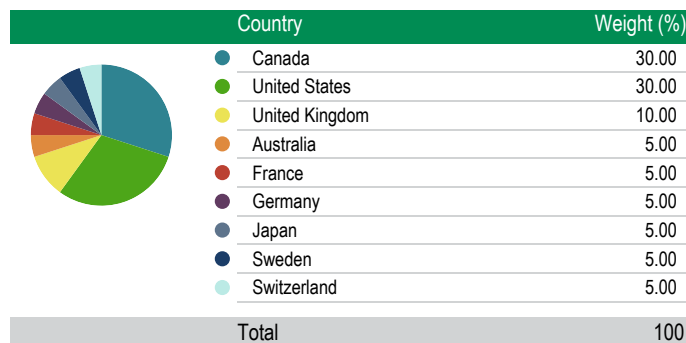 Country Weight (%)
Canada 30.00
United States 30.00
United Kingdom 10.00
Australia 5.00
France 5.00
Germany 5.00
Japan 5.00
Sweden 5.00
Switzerland 5.00
Total 100